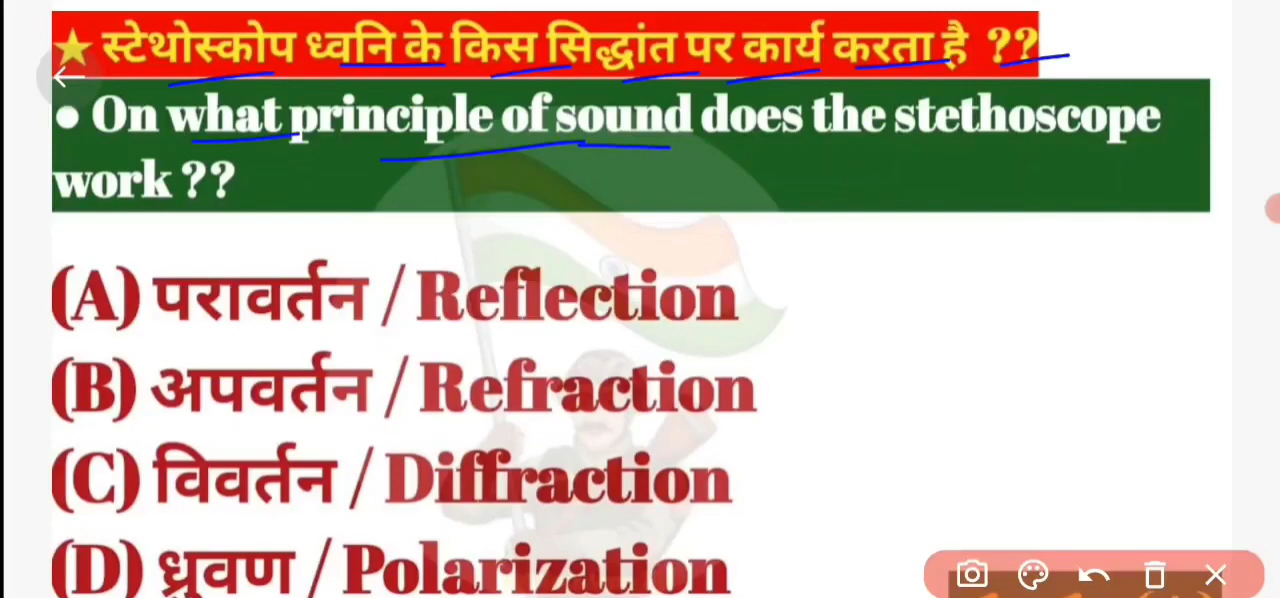 ★ स्टेथोस्कोप ध्वनि के किस सिद्धांत पर कार्य करता है ??
● On what principle of sound does the stethoscope
work ??
(A) परावर्तन / Reflection
(B) अपवर्तन / Refraction
(C) विवर्तन / Diffraction
(D) ध्रुवण / Polarization